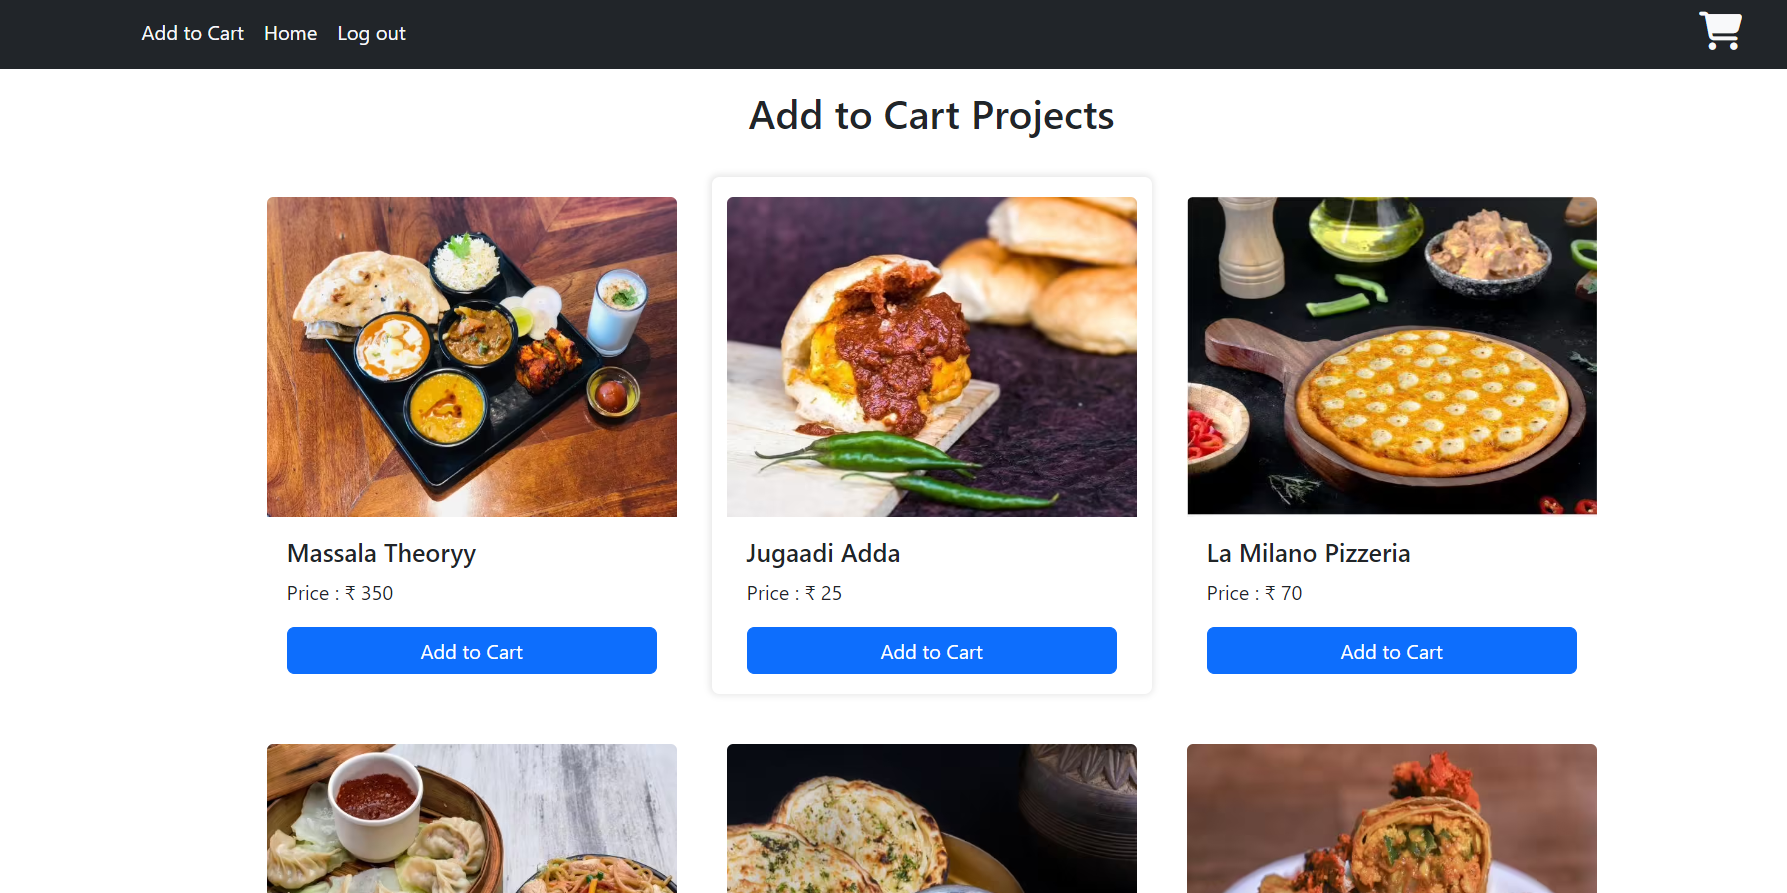 Add to Cart Home Log out
Add to Cart Projects
Massala Theoryy
Price : ₹ 350
Add to Cart
Jugaadi Adda
Price : ₹ 25
Add to Cart
La Milano Pizzeria
Price : ₹ 70
Add to Cart